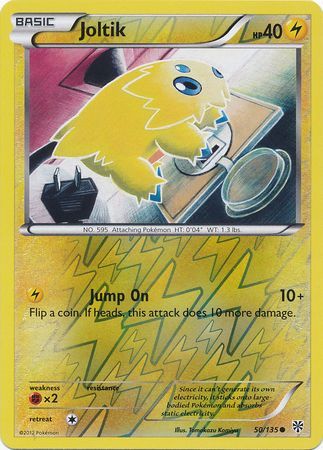 BASIC
Joltik
HP40
NO. 595 Attaching Pokémon HT: 0'04" WT: 1.3 lbs.
Jump On 10+
Flip a coin. If heads, this attack does 10 more damage.
weakness resistance
×2
retreat
Since it can't generate its own
electricity, it sticks onto large-
bodied Pokémon and absorbs
static electricity.
©2012 Pokémon
Illus. Tomokazu Komiya
50/135